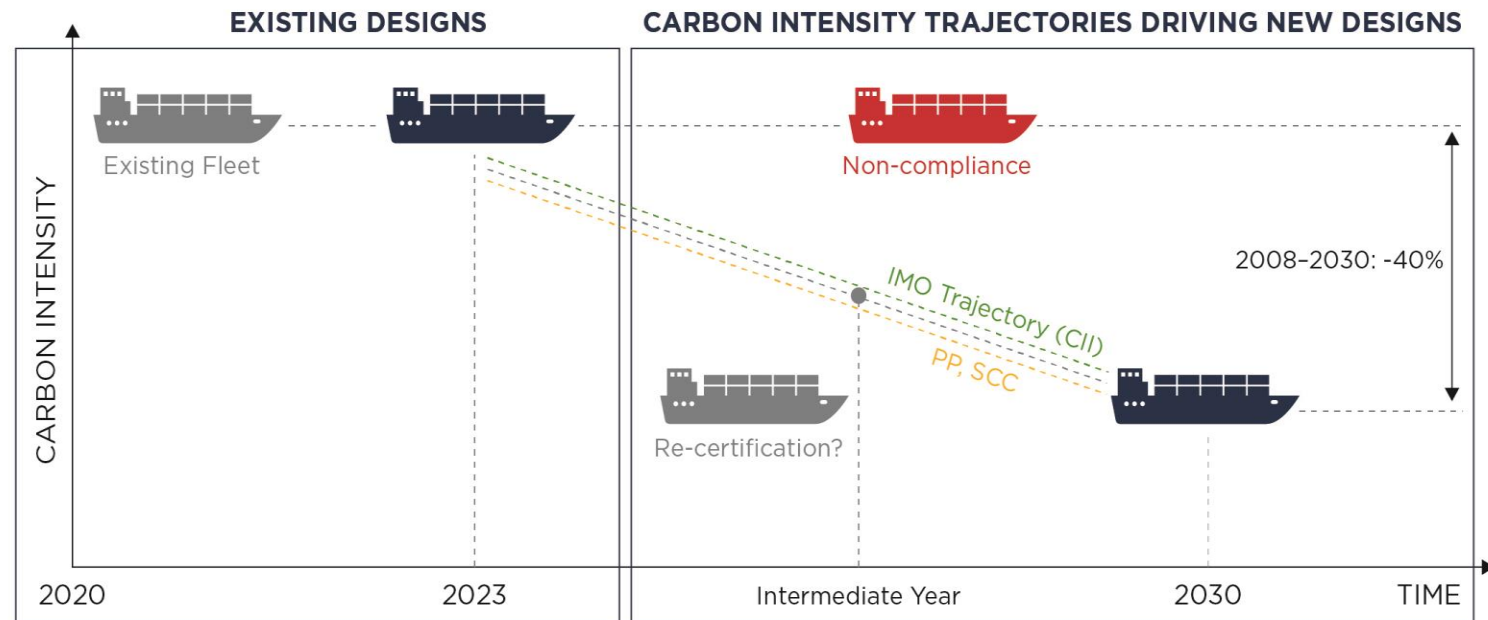 EXISTING DESIGNS
CARBON INTENSITY TRAJECTORIES DRIVING NEW DESIGNS
CARBON INTENSITY
Existing Fleet
Non-compliance
2008–2030: -40%
IMO Trajectory (CII)
PP, SCC
Re-certification?
2020
2023
Intermediate Year
2030
TIME